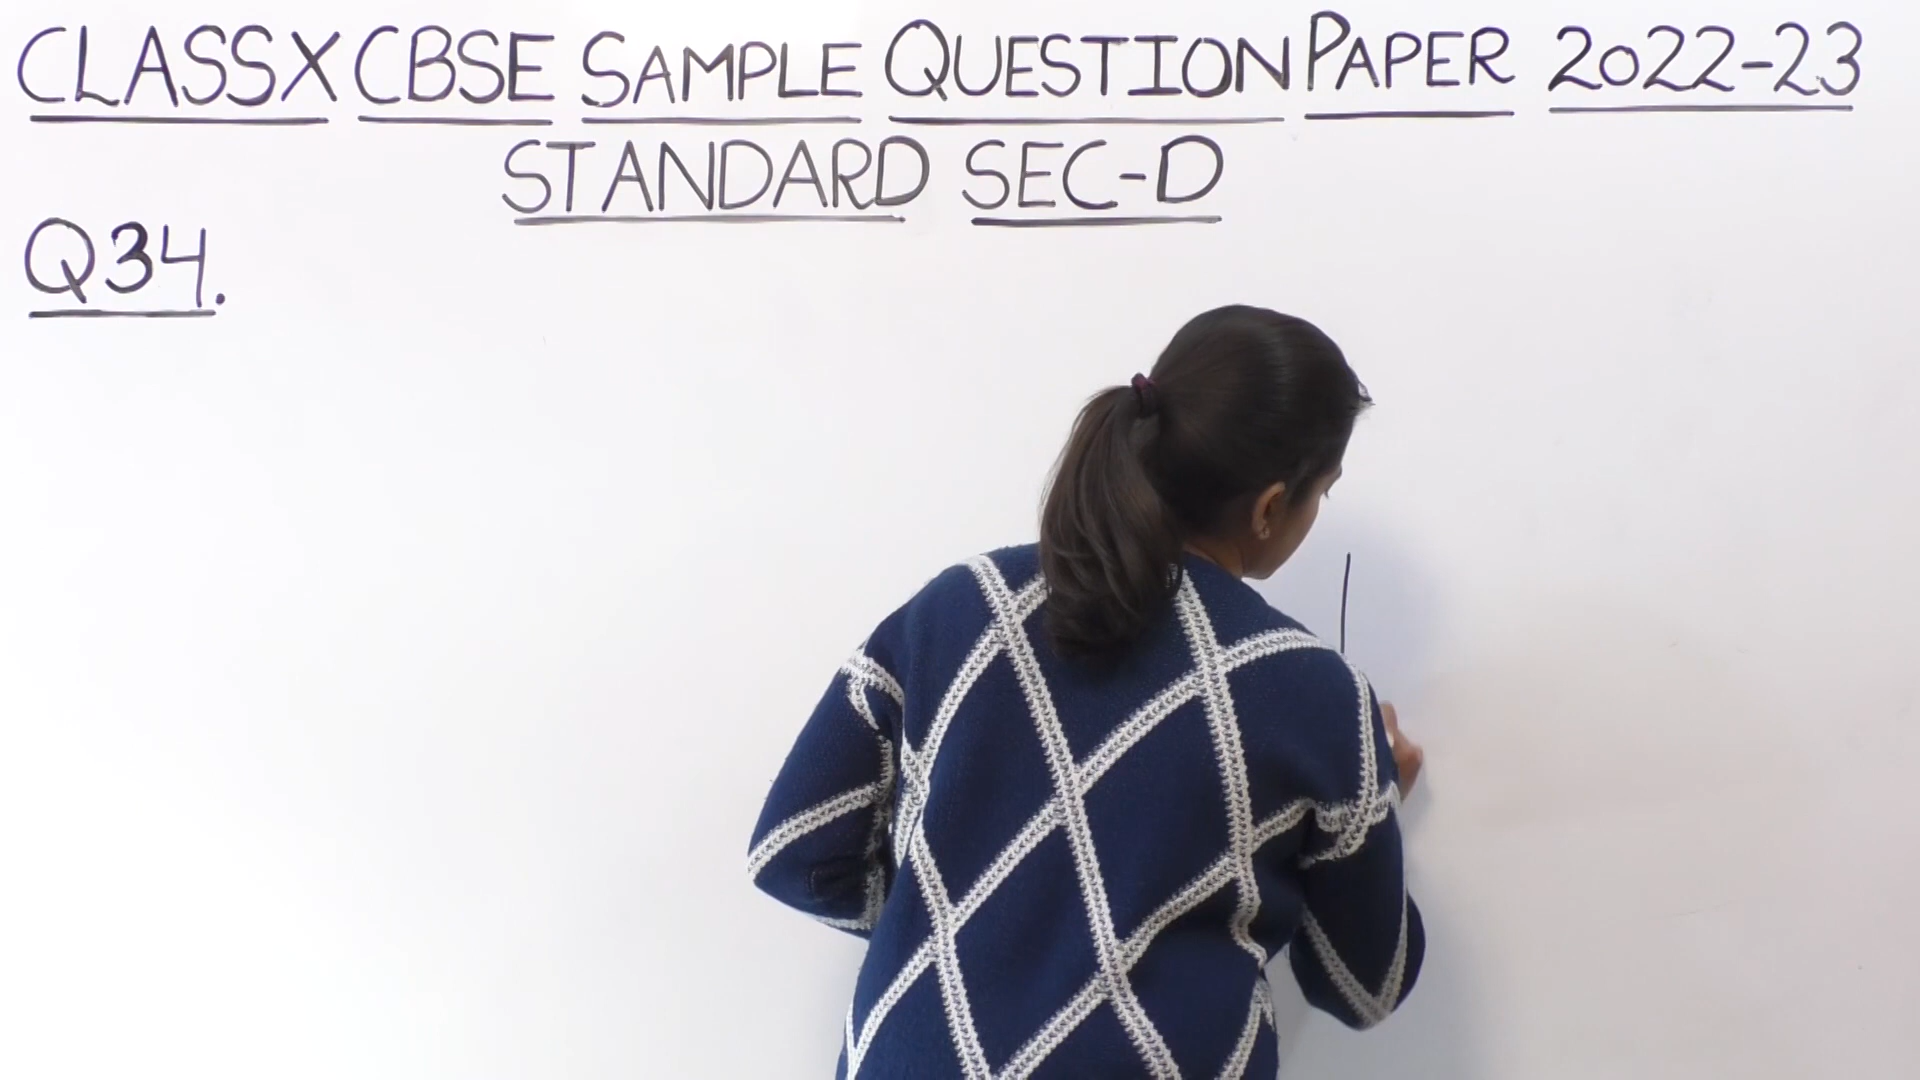 CLASS X CBSE SAMPLE QUESTION PAPER 2022-23
STANDARD SEC-D
Q34.